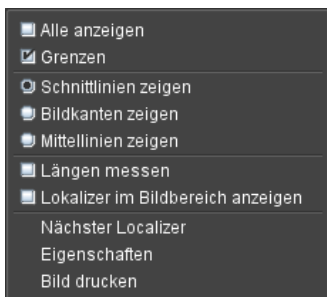 Alle anzeigen
Grenzen
Schnittlinien zeigen
Bildkanten zeigen
Mittellinien zeigen
Längen messen
Lokalizer im Bildbereich anzeigen
Nächster Localizer
Eigenschaften
Bild drucken